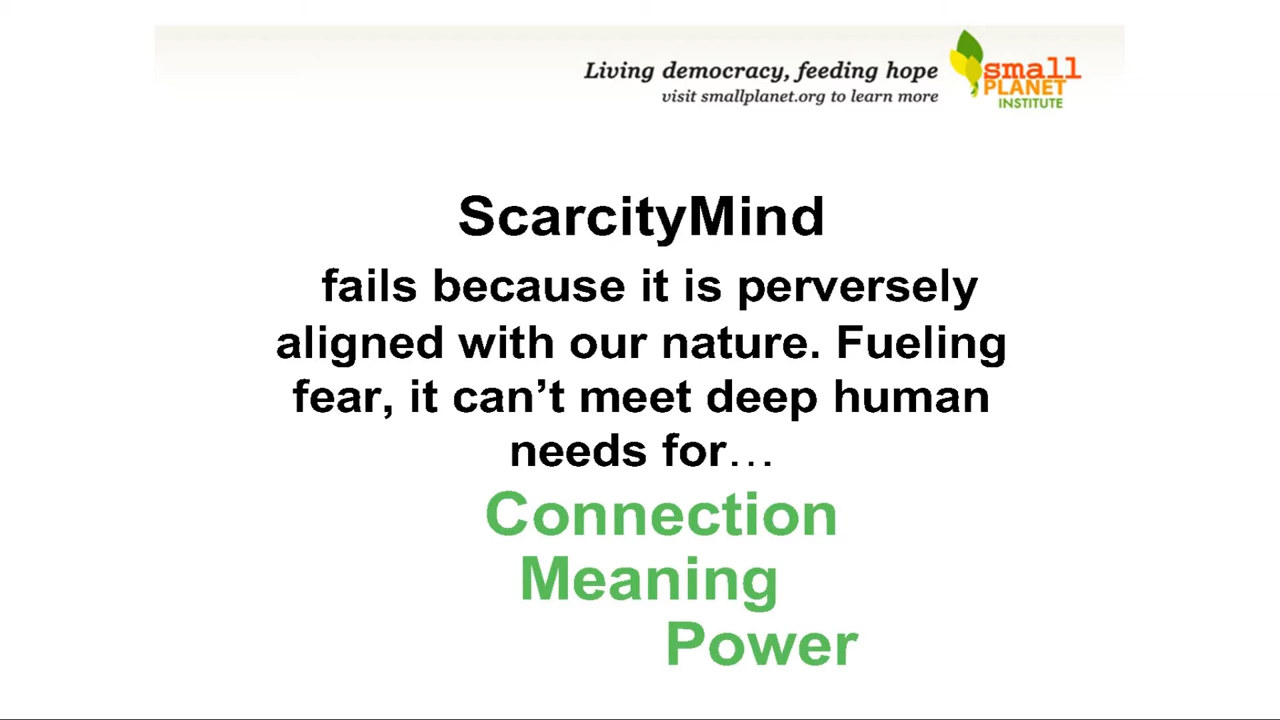 Living democracy, feeding hope
visit smallplanet.org to learn more
small
PLANET
INSTITUTE
ScarcityMind
fails because it is perversely
aligned with our nature. Fueling
fear, it can’t meet deep human
needs for…
Connection
Meaning
Power